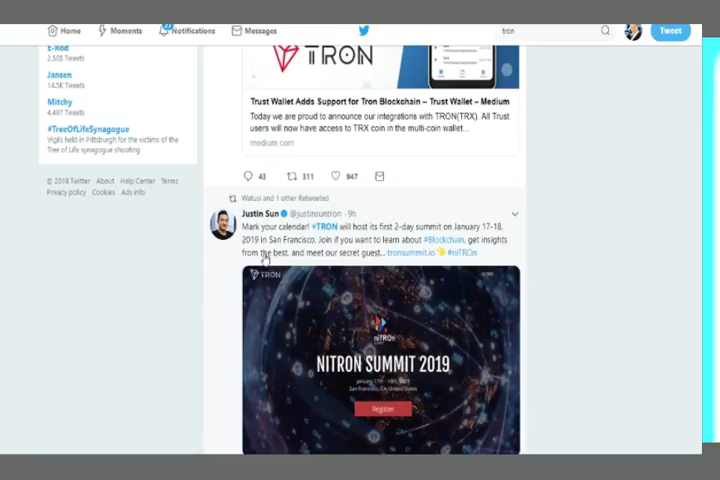 Home
Moments
Notifications
Messages
tron
Tweet
E-Rod
2,505 Tweets
Jansen
14.5K Tweets
Mitchy
4,487 Tweets
#TreeOfLifeSynagogue
Vigils held in Pittsburgh for the victims of the
Tree of Life synagogue shooting
© 2018 Twitter About Help Center Terms
Privacy policy Cookies Ads info
TRON
Trust Wallet Adds Support for Tron Blockchain – Trust Wallet – Medium
Today we are proud to announce our integrations with TRON(TRX). All Trust
users will now have access to TRX coin in the multi-coin wallet...
medium.com
43 311 947
Watusi and 1 other Retweeted
Justin Sun @justinsuntron · 9h
Mark your calendar! #TRON will host its first 2-day summit on January 17-18,
2019 in San Francisco. Join if you want to learn about #Blockchain, get insights
from the best, and meet our secret guest... tronsummit.io #niTROn
TRON
HOME
niTROn
NITRON SUMMIT 2019
January 17th - 18th, 2019
San Francisco, CA, United States
Register